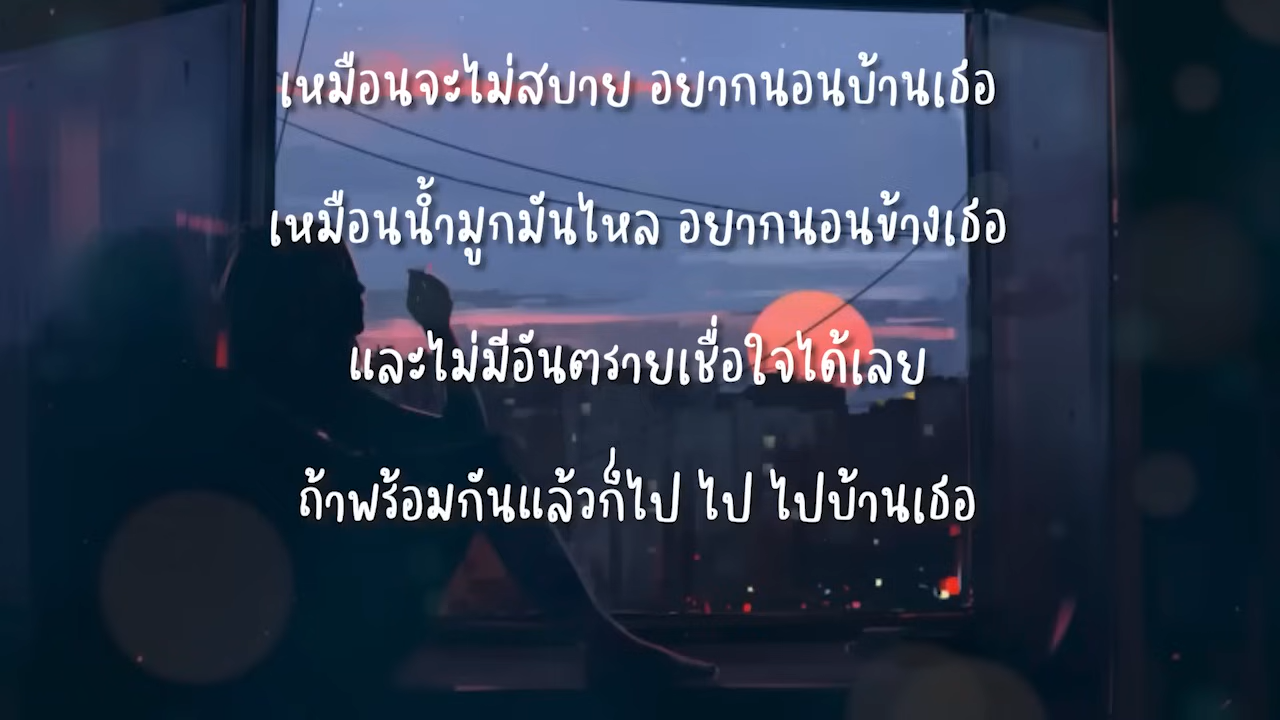 เหมือนจะไม่สบาย อยากนอนบ้านเธอ
เหมือนน้ำมูกมันไหล อยากนอนข้างเธอ
และไม่มีอันตรายเชื่อใจได้เลย
ถ้าพร้อมกันแล้วก็ไป ไป ไปบ้านเธอ